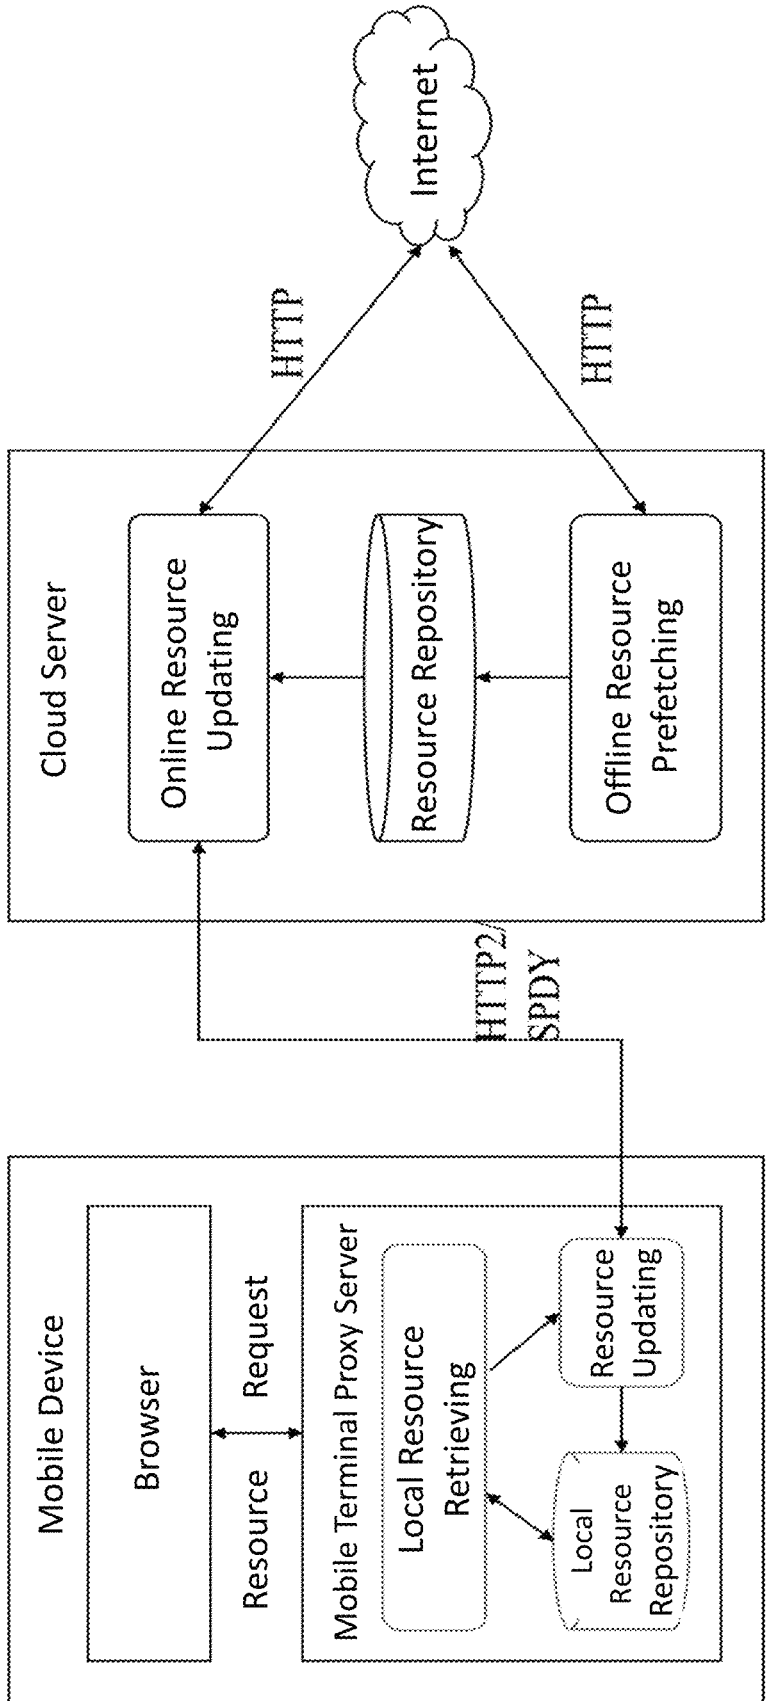 Mobile Device
Browser
Resource
Request
Mobile Terminal Proxy Server
Local Resource
Retrieving
Local
Resource
Repository
Resource
Updating
HTTP2/
SPDY
Cloud Server
Online Resource
Updating
Resource Repository
Offline Resource
Prefetching
HTTP
HTTP
Internet